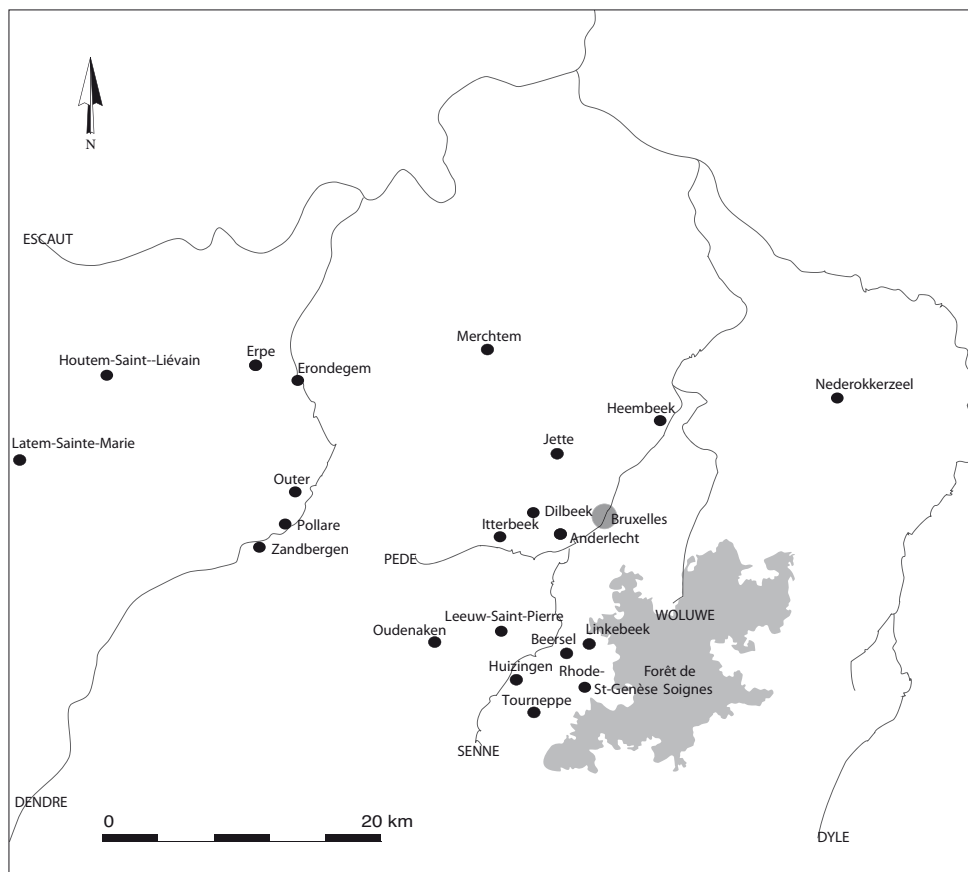 N
ESCAUT
Merchtem
Erpe
Houtem-Saint--Liévain
Erondegem
Nederokkerzeel
Heembeek
Latem-Sainte-Marie
Jette
Outer
Dilbeek
Bruxelles
Pollare
Itterbeek
Anderlecht
Zandbergen
PEDE
WOLUWE
Leeuw-Saint-Pierre
Oudenaken
Linkebeek
Beersel
Huizingen
Rhode-
St-Genèse
Forêt de
Soignes
Tourneppe
SENNE
DENDRE
0 20 km
DYLE